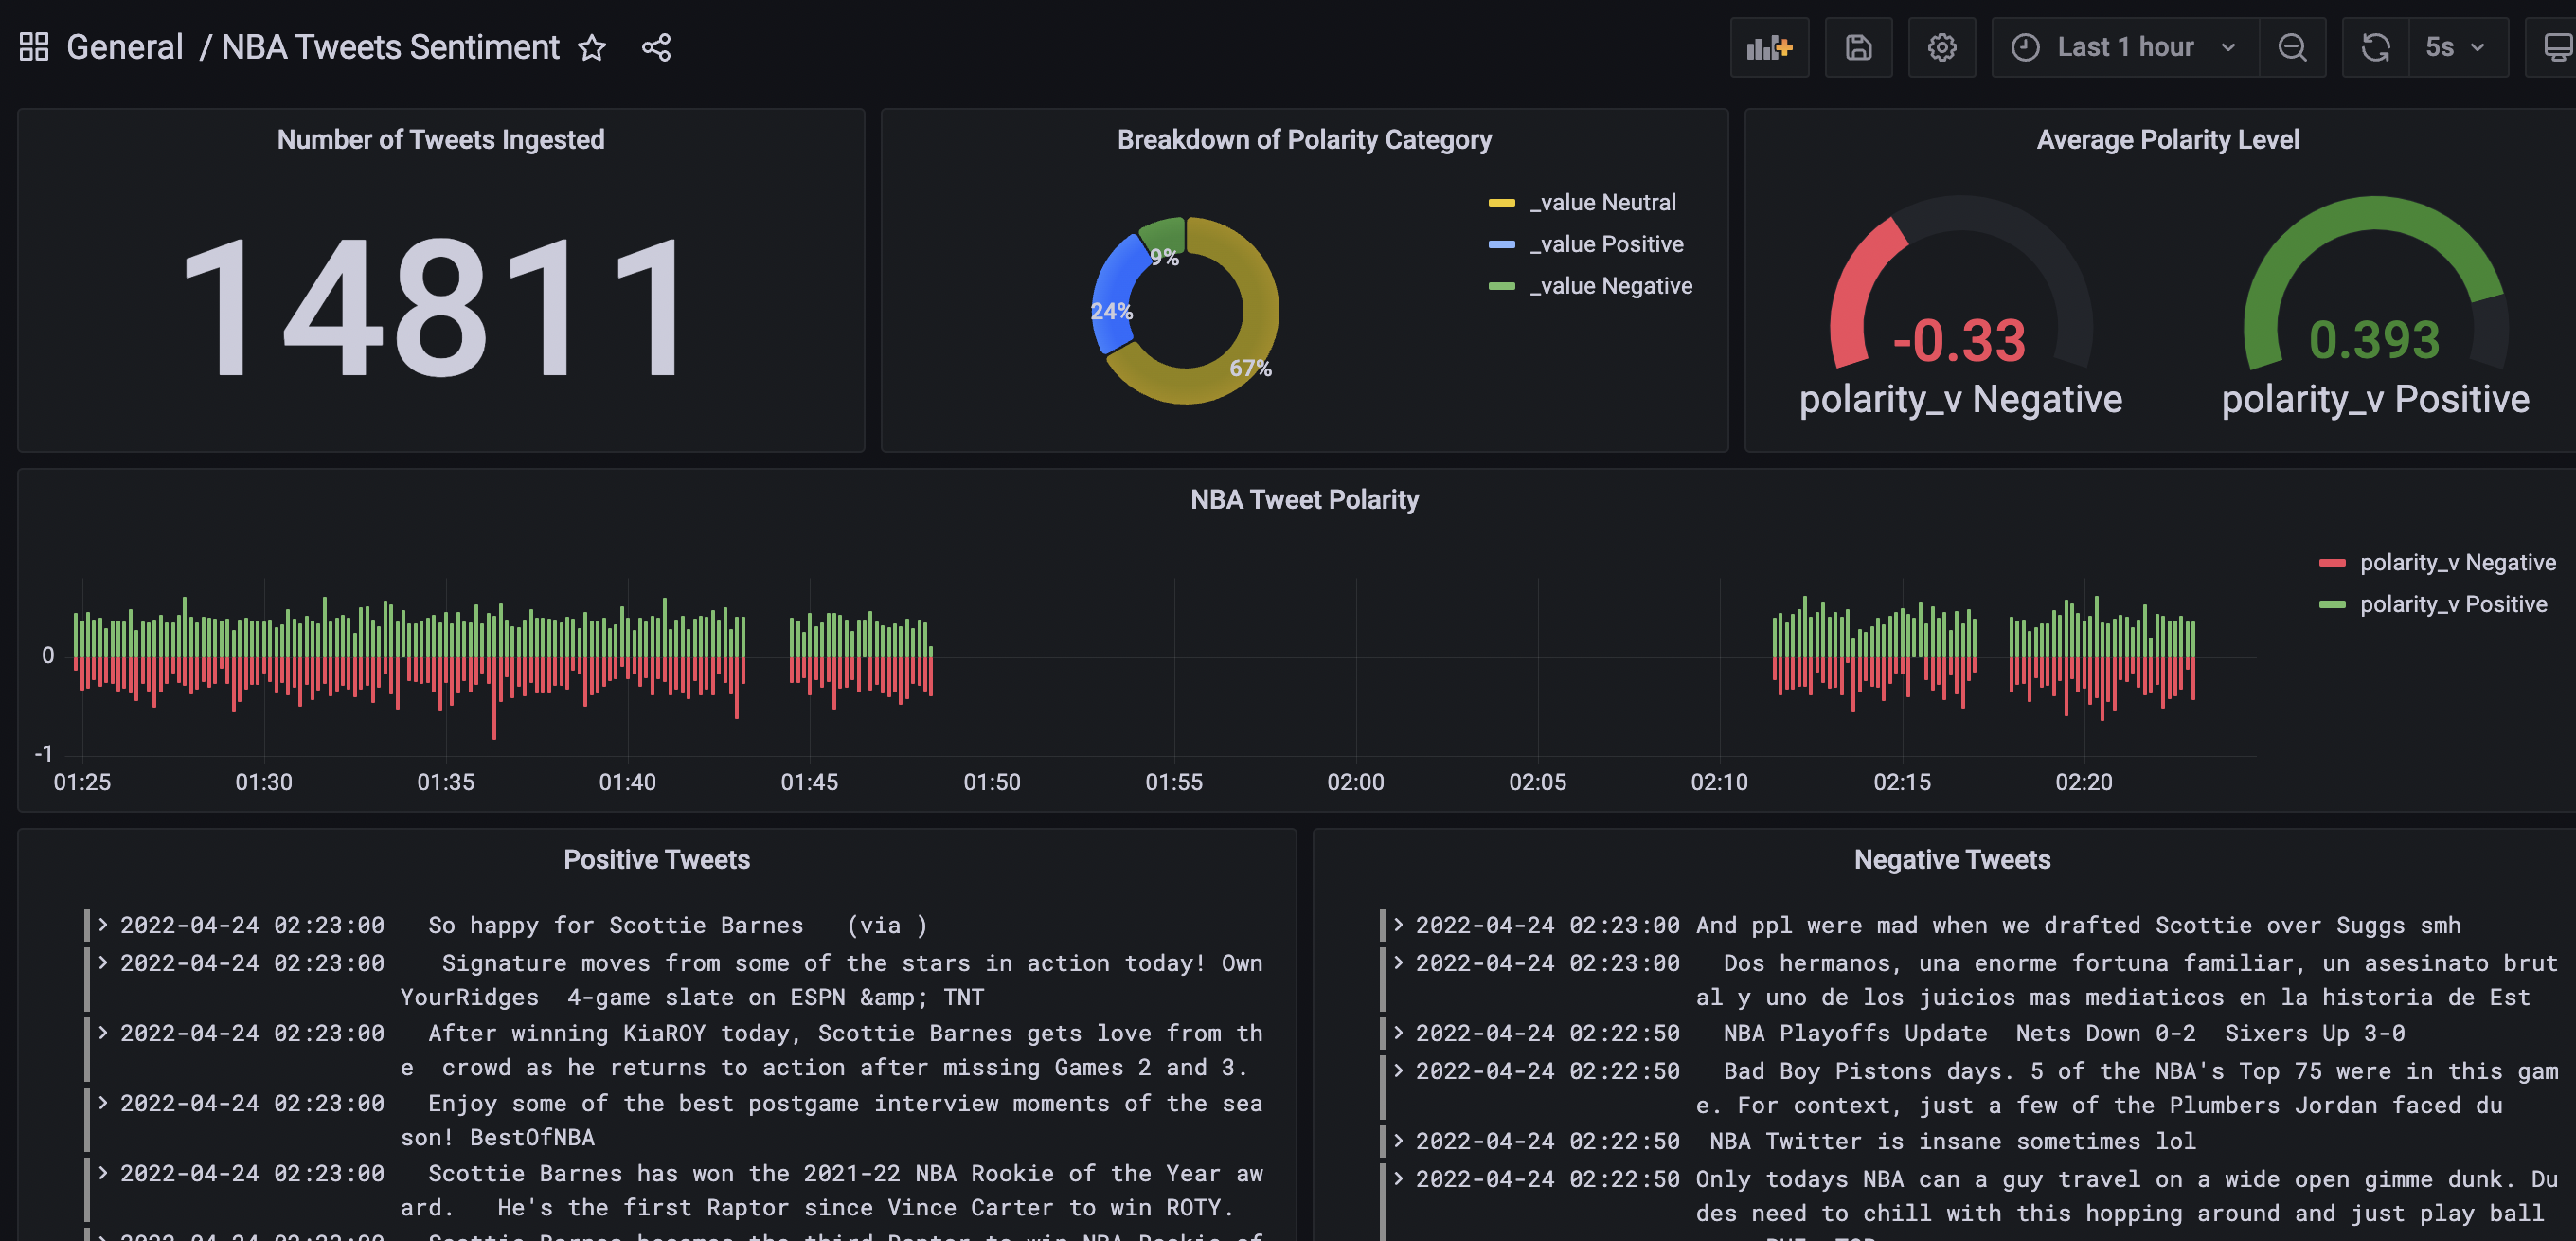 General / NBA Tweets Sentiment
Last 1 hour
5s
Number of Tweets Ingested
14811
Breakdown of Polarity Category
_value Neutral
_value Positive
_value Negative
9%
24%
67%
Average Polarity Level
-0.33
polarity_v Negative
0.393
polarity_v Positive
NBA Tweet Polarity
polarity_v Negative
polarity_v Positive
0
-1
01:25 01:30 01:35 01:40 01:45 01:50 01:55 02:00 02:05 02:10 02:15 02:20
Positive Tweets
2022-04-24 02:23:00 So happy for Scottie Barnes (via )
2022-04-24 02:23:00 Signature moves from some of the stars in action today! Own
YourRidges 4-game slate on ESPN &amp; TNT
2022-04-24 02:23:00 After winning KiaROY today, Scottie Barnes gets love from th
e crowd as he returns to action after missing Games 2 and 3.
2022-04-24 02:23:00 Enjoy some of the best postgame interview moments of the sea
son! BestOfNBA
2022-04-24 02:23:00 Scottie Barnes has won the 2021-22 NBA Rookie of the Year aw
ard. He's the first Raptor since Vince Carter to win ROTY.
Negative Tweets
2022-04-24 02:23:00 And ppl were mad when we drafted Scottie over Suggs smh
2022-04-24 02:23:00 Dos hermanos, una enorme fortuna familiar, un asesinato brut
al y uno de los juicios mas mediaticos en la historia de Est
2022-04-24 02:22:50 NBA Playoffs Update Nets Down 0-2 Sixers Up 3-0
2022-04-24 02:22:50 Bad Boy Pistons days. 5 of the NBA's Top 75 were in this gam
e. For context, just a few of the Plumbers Jordan faced du
2022-04-24 02:22:50 NBA Twitter is insane sometimes lol
2022-04-24 02:22:50 Only todays NBA can a guy travel on a wide open gimme dunk. Du
des need to chill with this hopping around and just play ball